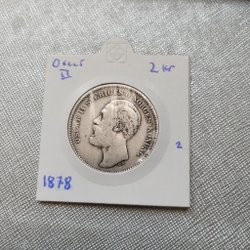 Oscar 2 kr
II
OSCAR II SVERIGES O. NORGES KONUNG
2
1878